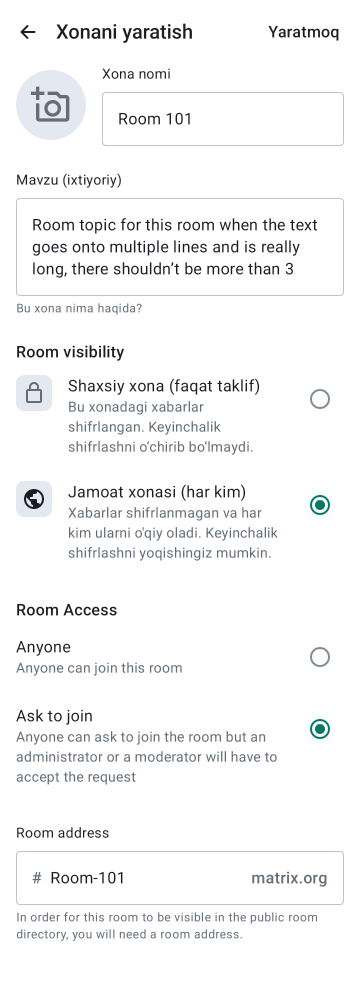 Xonani yaratish
Yaratmoq
Xona nomi
Room 101
Mavzu (ixtiyoriy)
Room topic for this room when the text
goes onto multiple lines and is really
long, there shouldn’t be more than 3
Bu xona nima haqida?
Room visibility
Shaxsiy xona (faqat taklif)
Bu xonadagi xabarlar
shifrlangan. Keyinchalik
shifrlashni o‘chirib bo‘lmaydi.
Jamoat xonasi (har kim)
Xabarlar shifrlanmagan va har
kim ularni o'qiy oladi. Keyinchalik
shifrlashni yoqishingiz mumkin.
Room Access
Anyone
Anyone can join this room
Ask to join
Anyone can ask to join the room but an
administrator or a moderator will have to
accept the request
Room address
# Room-101 matrix.org
In order for this room to be visible in the public room
directory, you will need a room address.